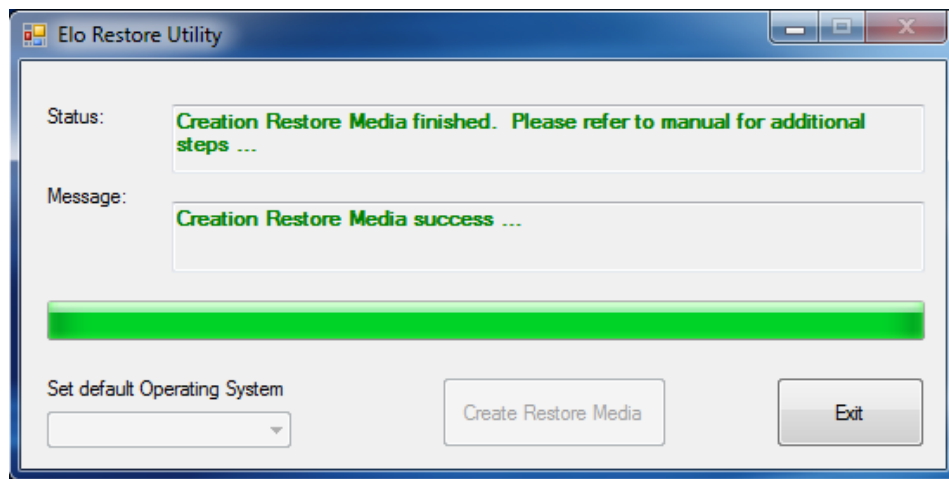 Elo Restore Utility
Status:
Creation Restore Media finished.  Please refer to manual for additional
steps ...
Message:
Creation Restore Media success ...
Set default Operating System
Create Restore Media
Exit